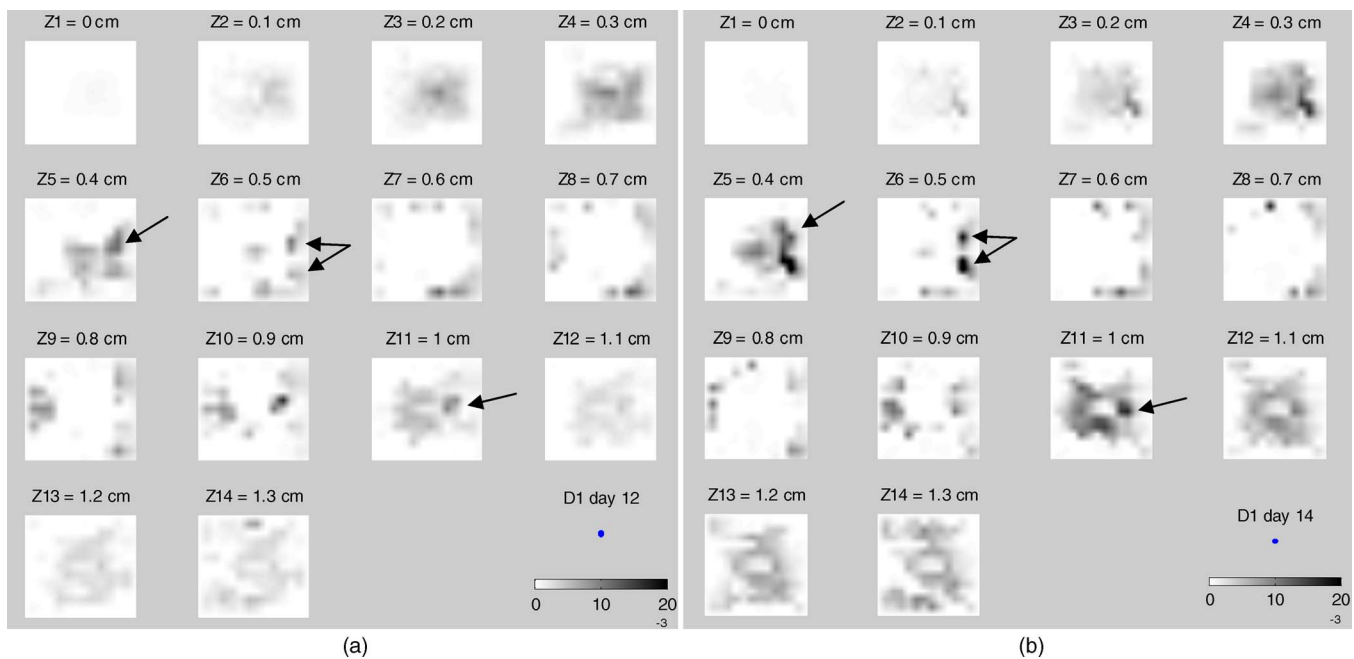 Z1 = 0 cm Z2 = 0.1 cm Z3 = 0.2 cm Z4 = 0.3 cm
Z5 = 0.4 cm Z6 = 0.5 cm Z7 = 0.6 cm Z8 = 0.7 cm
Z9 = 0.8 cm Z10 = 0.9 cm Z11 = 1 cm Z12 = 1.1 cm
Z13 = 1.2 cm Z14 = 1.3 cm
D1 day 12
0 10 20
-3
(a)
Z1 = 0 cm Z2 = 0.1 cm Z3 = 0.2 cm Z4 = 0.3 cm
Z5 = 0.4 cm Z6 = 0.5 cm Z7 = 0.6 cm Z8 = 0.7 cm
Z9 = 0.8 cm Z10 = 0.9 cm Z11 = 1 cm Z12 = 1.1 cm
Z13 = 1.2 cm Z14 = 1.3 cm
D1 day 14
0 10 20
-3
(b)